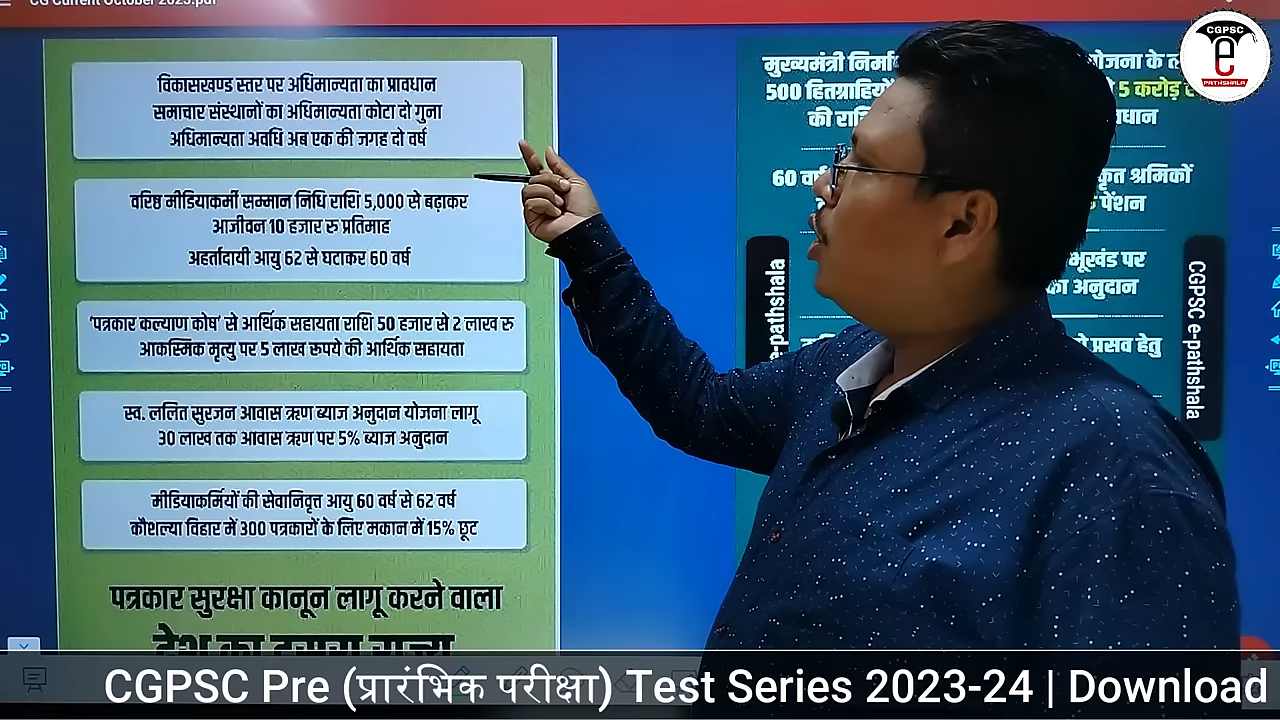 CG Current October 2023.pdf
CGPSC
e
PATHSHALA
विकासखण्ड स्तर पर अधिमान्यता का प्रावधान
समाचार संस्थानों का अधिमान्यता कोटा दो गुना
अधिमान्यता अवधि अब एक की जगह दो वर्ष
वरिष्ठ मीडियाकर्मी सम्मान निधि राशि 5,000 से बढ़ाकर
आजीवन 10 हजार रु प्रतिमाह
अहर्तादायी आयु 62 से घटाकर 60 वर्ष
'पत्रकार कल्याण कोष' से आर्थिक सहायता राशि 50 हजार से 2 लाख रु
आकस्मिक मृत्यु पर 5 लाख रूपये की आर्थिक सहायता
स्व. ललित सुरजन आवास ऋण ब्याज अनुदान योजना लागू
30 लाख तक आवास ऋण पर 5% ब्याज अनुदान
मीडियाकर्मियों की सेवानिवृत्त आयु 60 वर्ष से 62 वर्ष
कौशल्या विहार में 300 पत्रकारों के लिए मकान में 15% छूट
पत्रकार सुरक्षा कानून लागू करने वाला
देश का दूसरा राज्य
मुख्यमंत्री योजना के
500 हितग्राहियों 5 करोड़
की
60
श्रमिकों
पेंशन
भूखंड पर
का अनुदान
प्रसव हेतु
e-pathshala
CGPSC e-pathshala
CGPSC Pre (प्रारंभिक परीक्षा) Test Series 2023-24 | Download